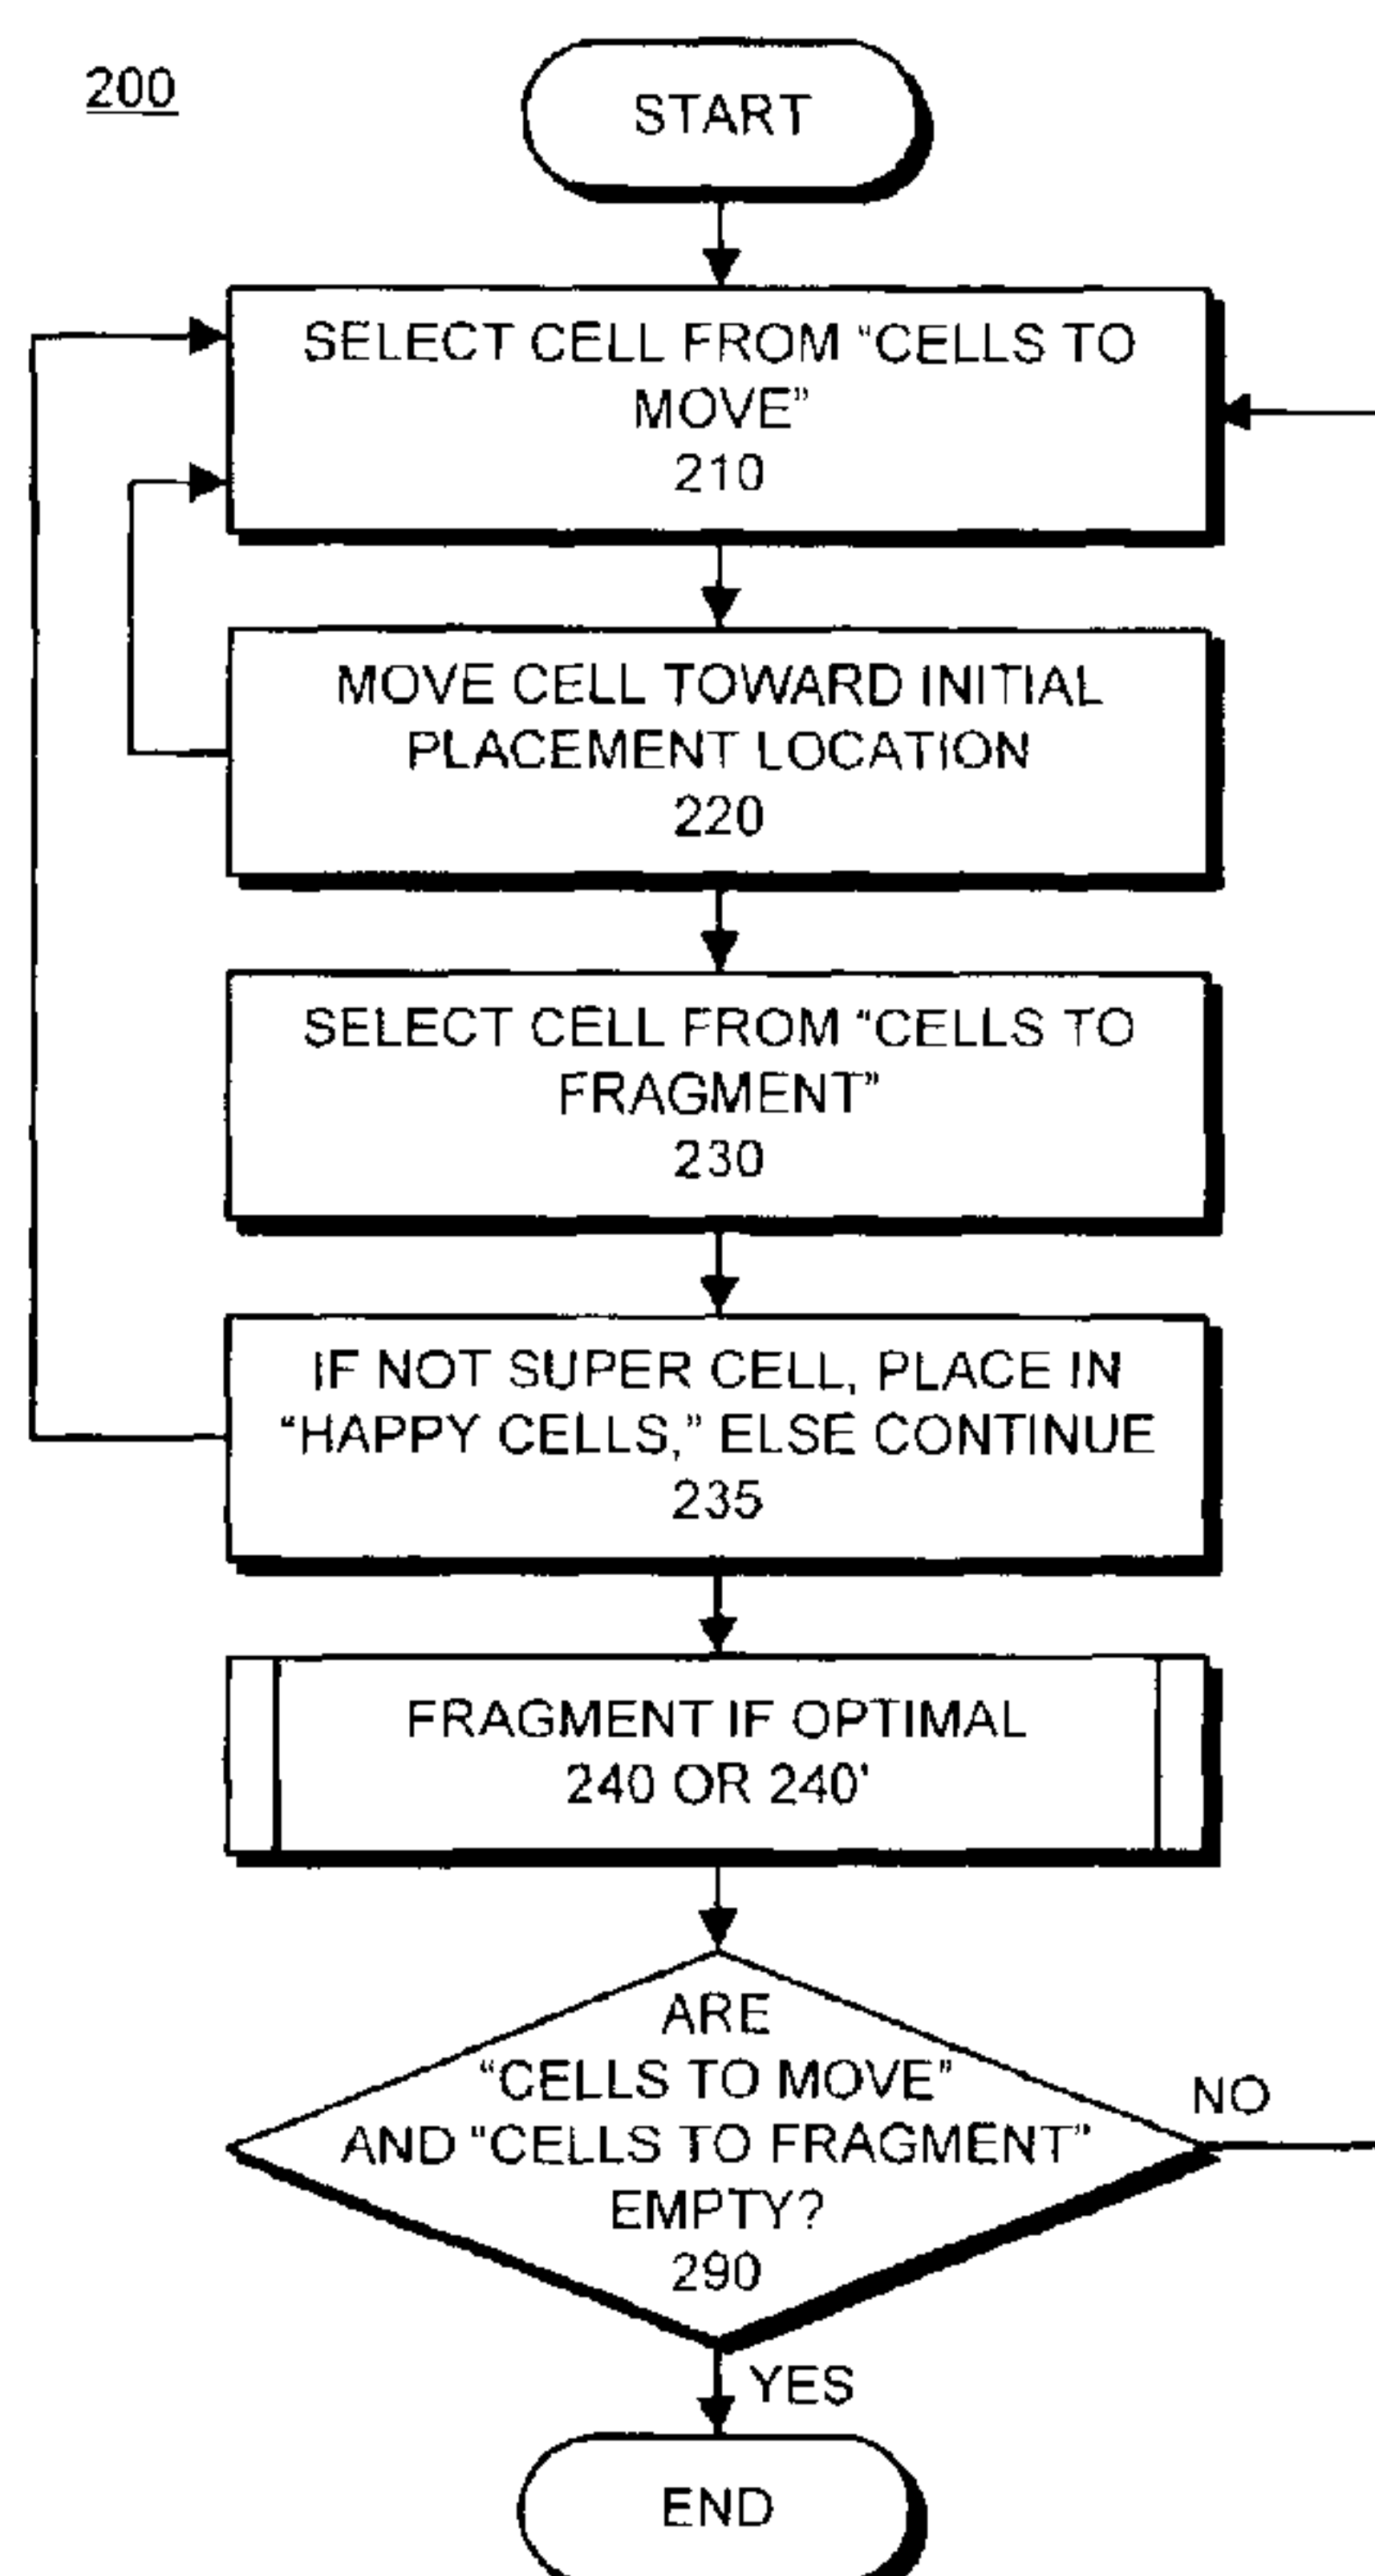 200
START
SELECT CELL FROM “CELLS TO
MOVE”
210
MOVE CELL TOWARD INITIAL
PLACEMENT LOCATION
220
SELECT CELL FROM “CELLS TO
FRAGMENT”
230
IF NOT SUPER CELL, PLACE IN
“HAPPY CELLS,” ELSE CONTINUE
235
FRAGMENT IF OPTIMAL
240 OR 240'
ARE
“CELLS TO MOVE”
AND “CELLS TO FRAGMENT”
EMPTY?
290
NO
YES
END